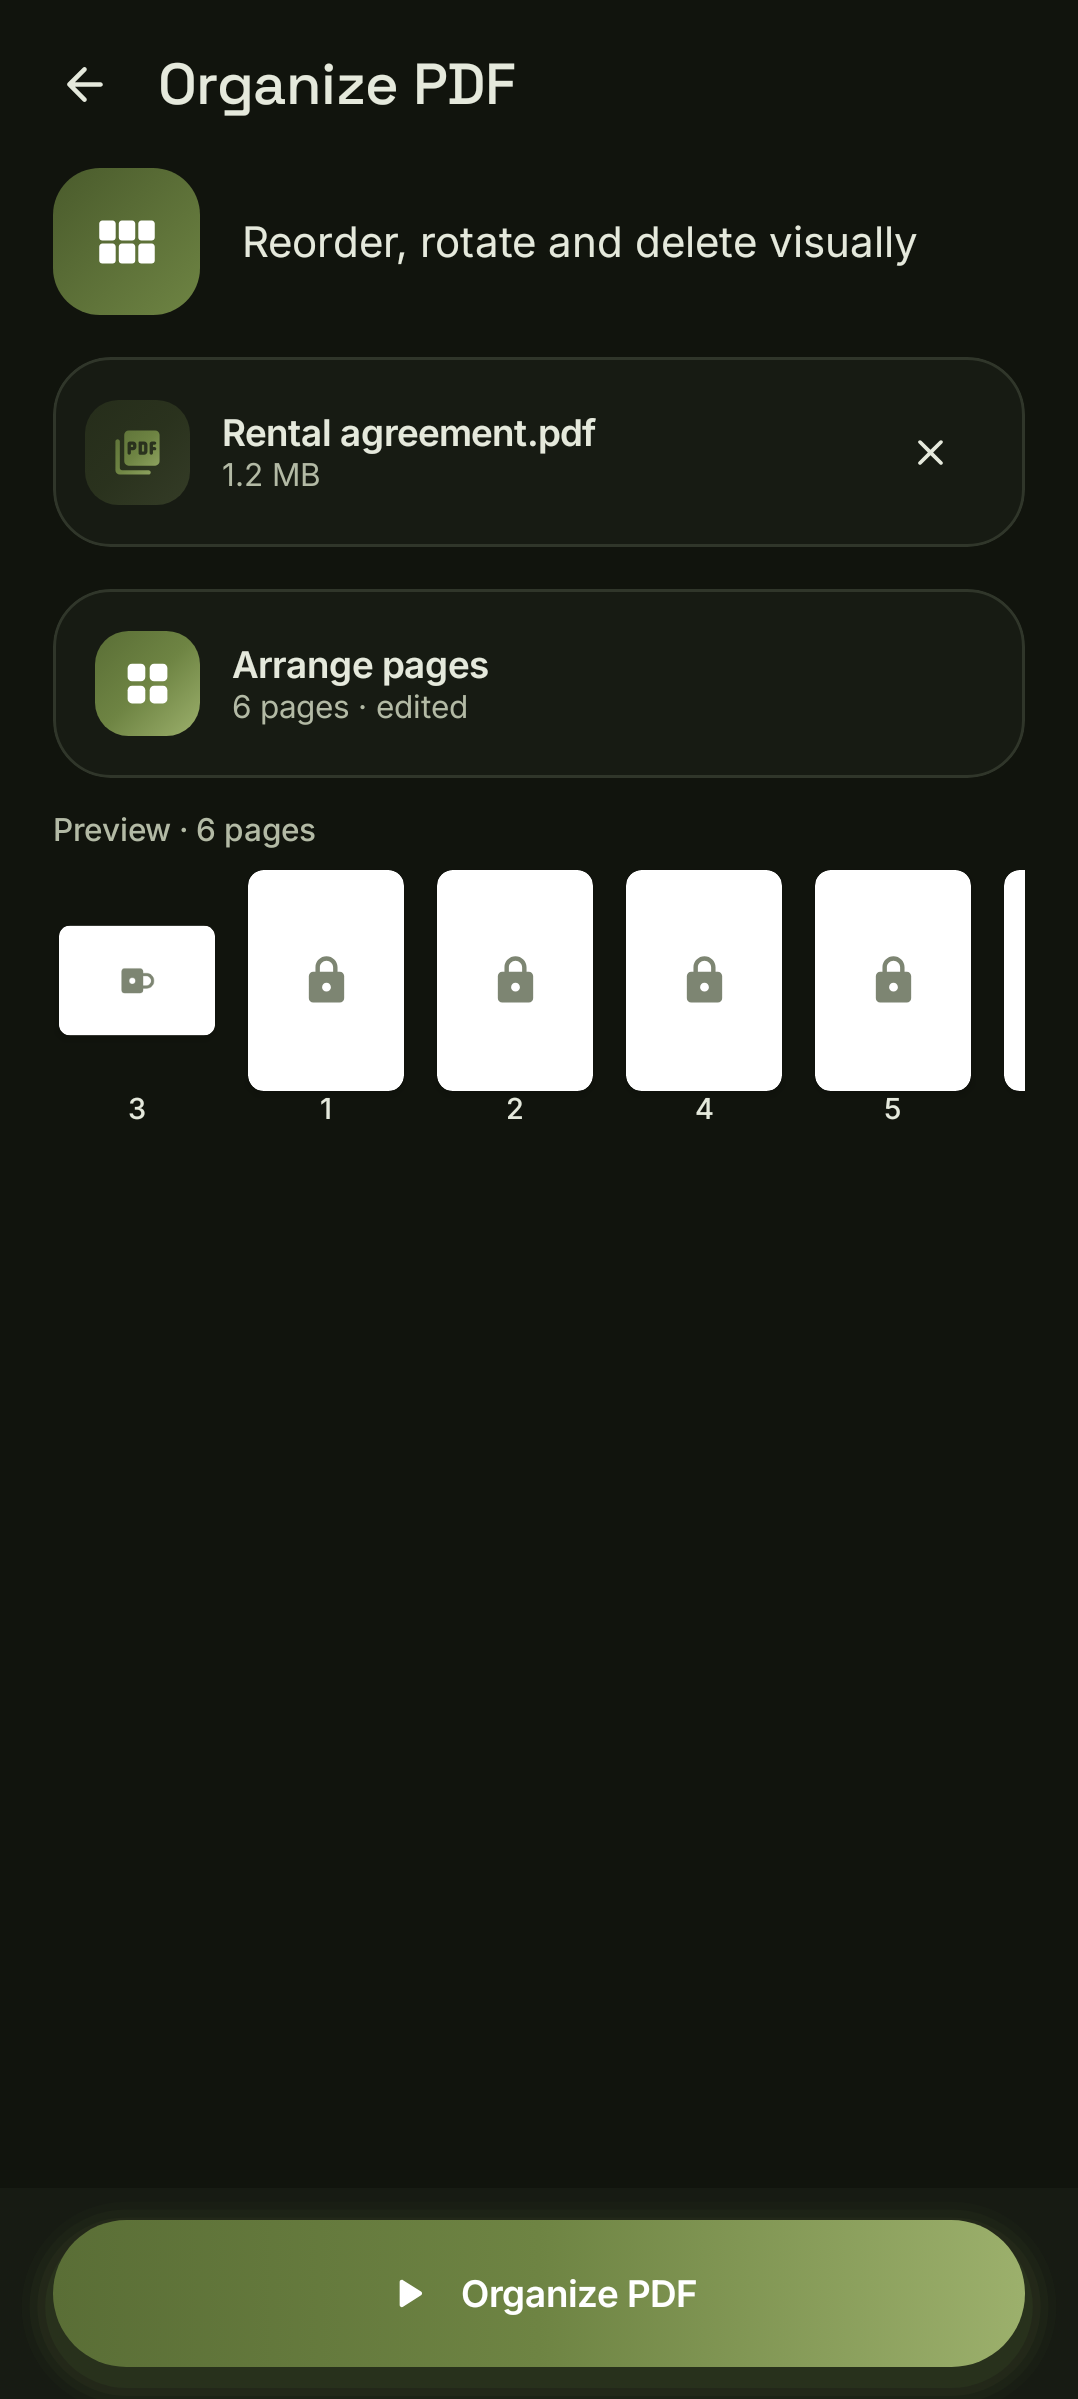 Organize PDF
Reorder, rotate and delete visually
PDF
Rental agreement.pdf
1.2 MB
Arrange pages
6 pages · edited
Preview · 6 pages
3
1
2
4
5
Organize PDF